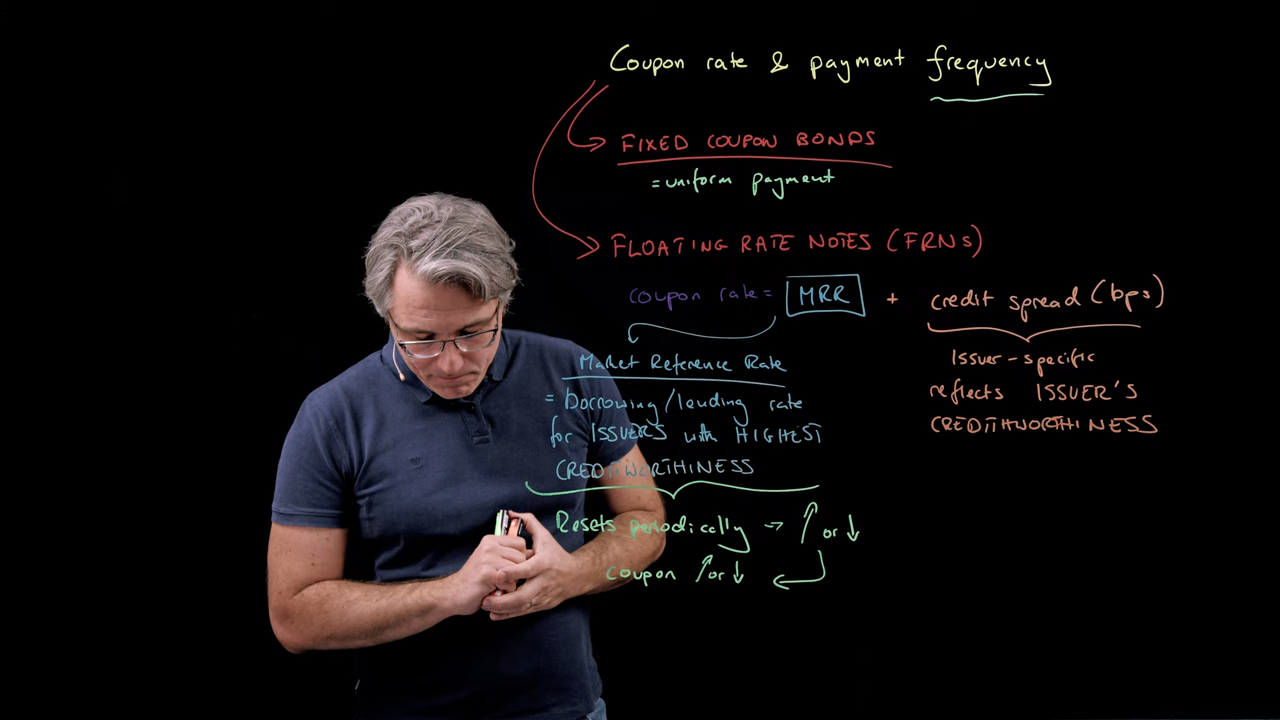 Coupon rate & payment frequency
FIXED COUPON BONDS
= uniform payment
FLOATING RATE NOTES (FRNs)
coupon rate = MRR + credit spread (bps)
Market Reference Rate
= borrowing/lending rate
for ISSUERS with HIGHEST
CREDITWORTHINESS
Issuer-specific
reflects ISSUER'S
CREDITHWORTHINESS
Resets periodically → ↑ or ↓
coupon ↑ or ↓